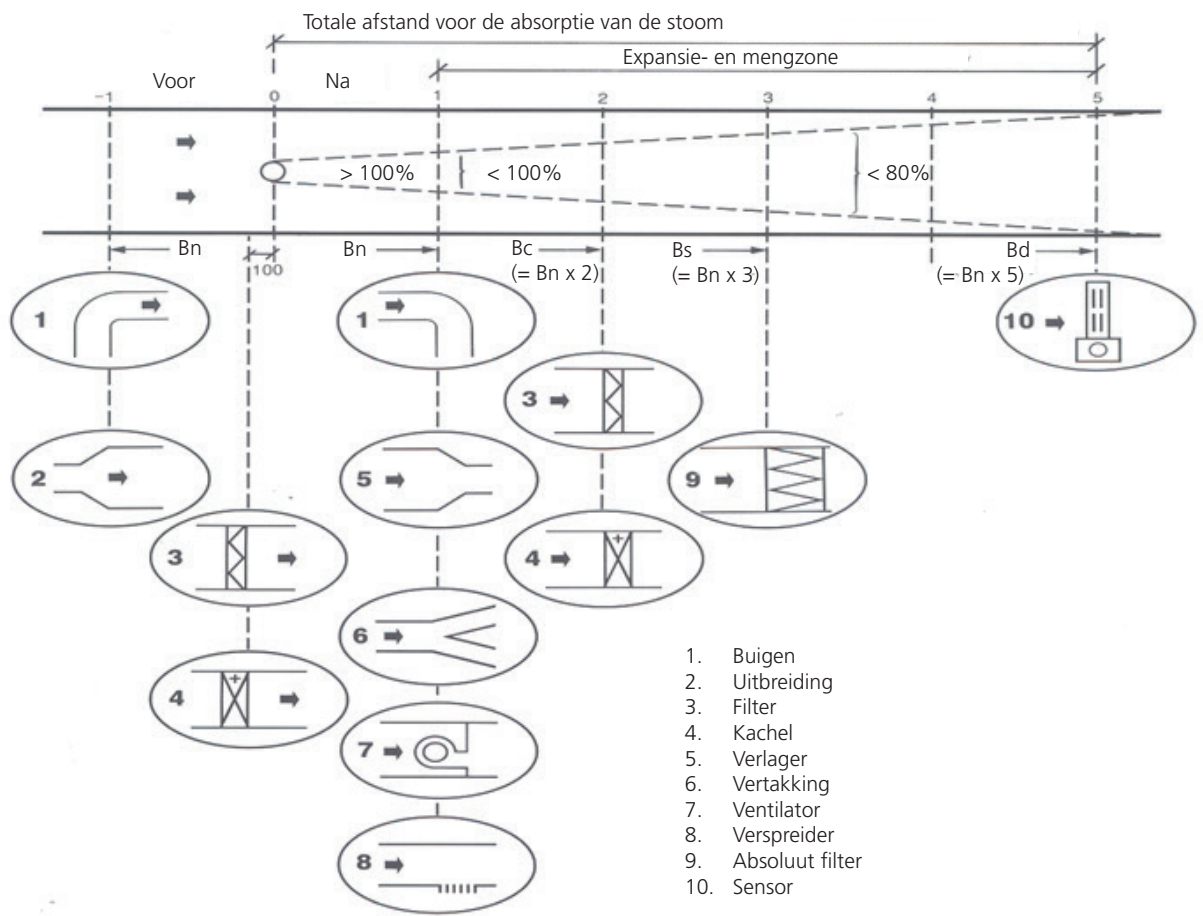 Totale afstand voor de absorptie van de stoom
Expansie- en mengzone
Voor Na
-1 0 1 2 3 4 5
> 100% < 100% < 80%
Bn Bn Bc Bs Bd
100 (= Bn x 2) (= Bn x 3) (= Bn x 5)
1 1 10
3
2 5 9
3 4
6
4
7
8
1. Buigen
2. Uitbreiding
3. Filter
4. Kachel
5. Verlager
6. Vertakking
7. Ventilator
8. Verspreider
9. Absoluut filter
10. Sensor